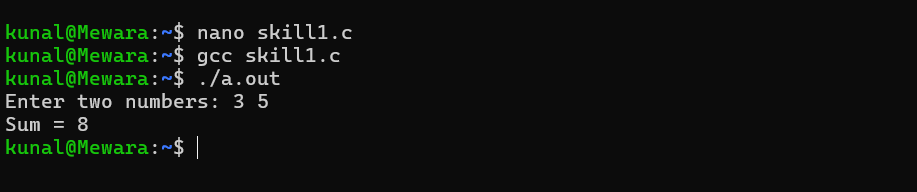 kunal@Mewara:~$ nano skill1.c
kunal@Mewara:~$ gcc skill1.c
kunal@Mewara:~$ ./a.out
Enter two numbers: 3 5
Sum = 8
kunal@Mewara:~$